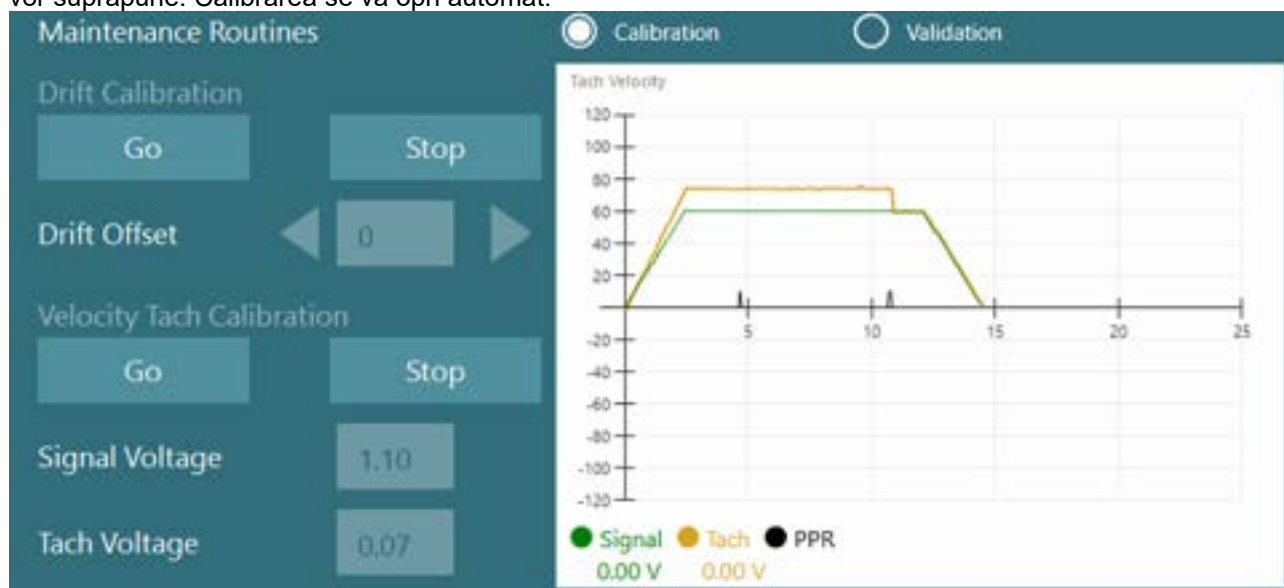 vor suprapune. Calibrarea se va opri automat.
Maintenance Routines
Calibration
Validation
Drift Calibration
Go
Stop
Drift Offset
0
Velocity Tach Calibration
Go
Stop
Signal Voltage
1.10
Tach Voltage
0.07
Tach Velocity
120
100
80
60
40
20
5
10
15
20
25
-20
-40
-60
-80
-100
-120
Signal Tach PPR
0.00 V 0.00 V